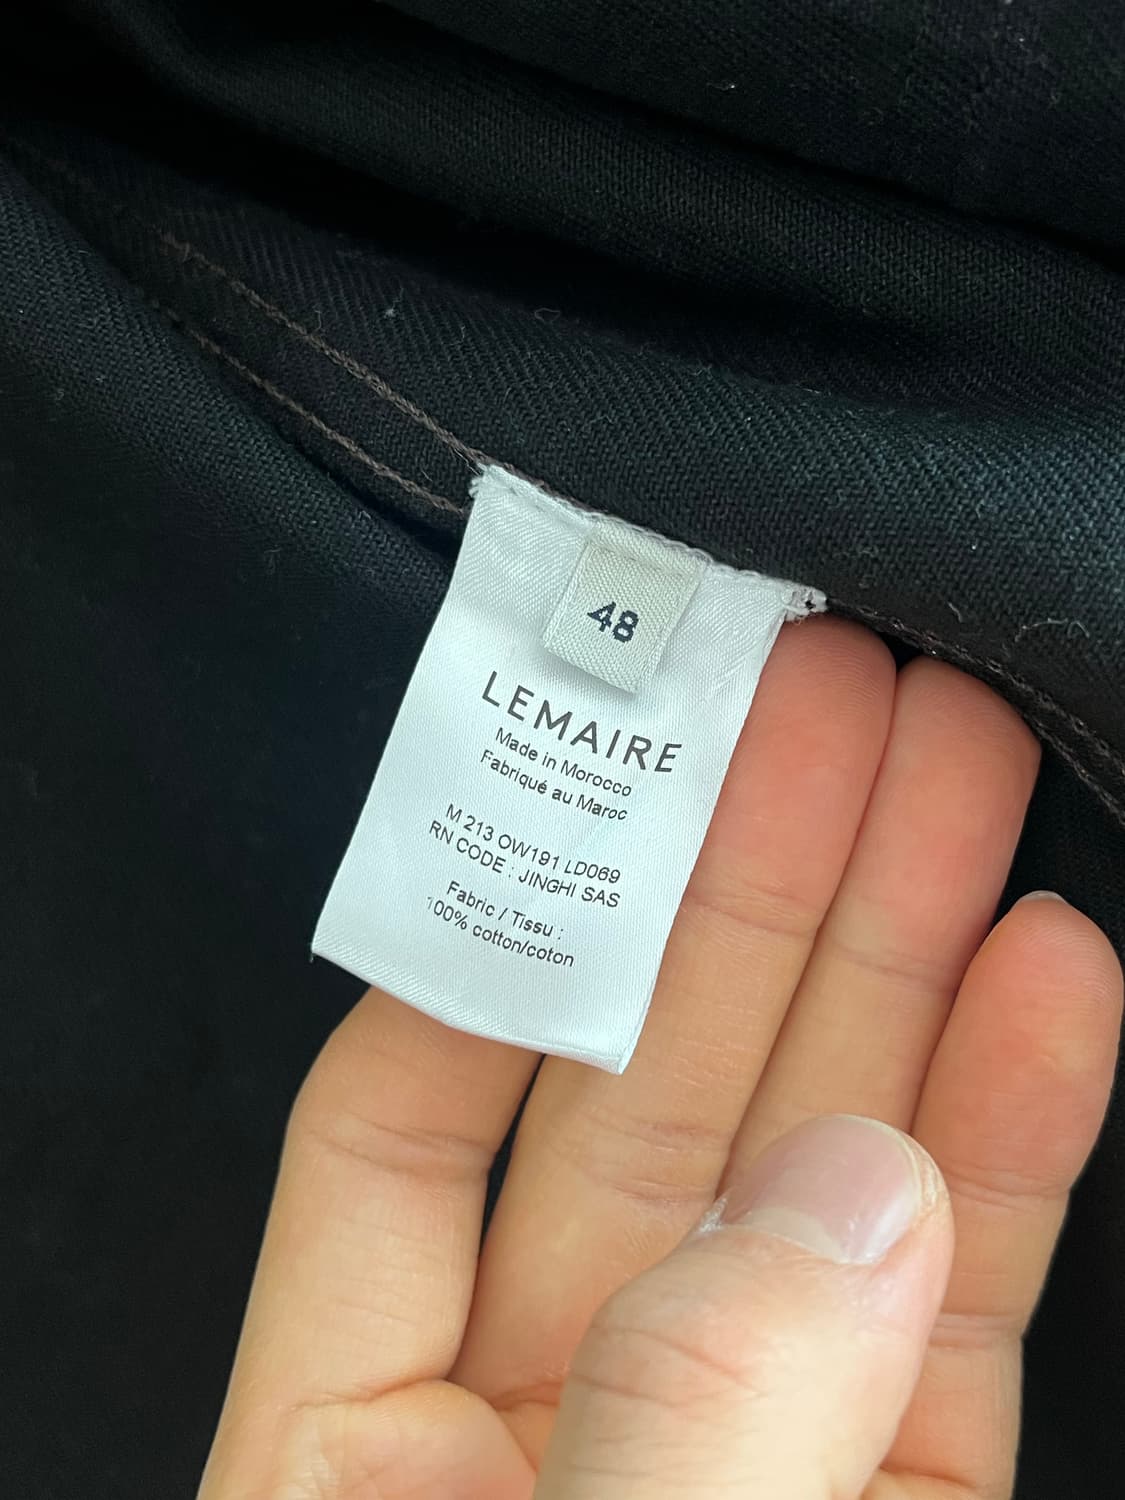 48
LEMAIRE
Made in Morocco
Fabriqué au Maroc
M 213 OW191 LD069
RN CODE : JINGHI SAS
Fabric / Tissu :
100% cotton/coton